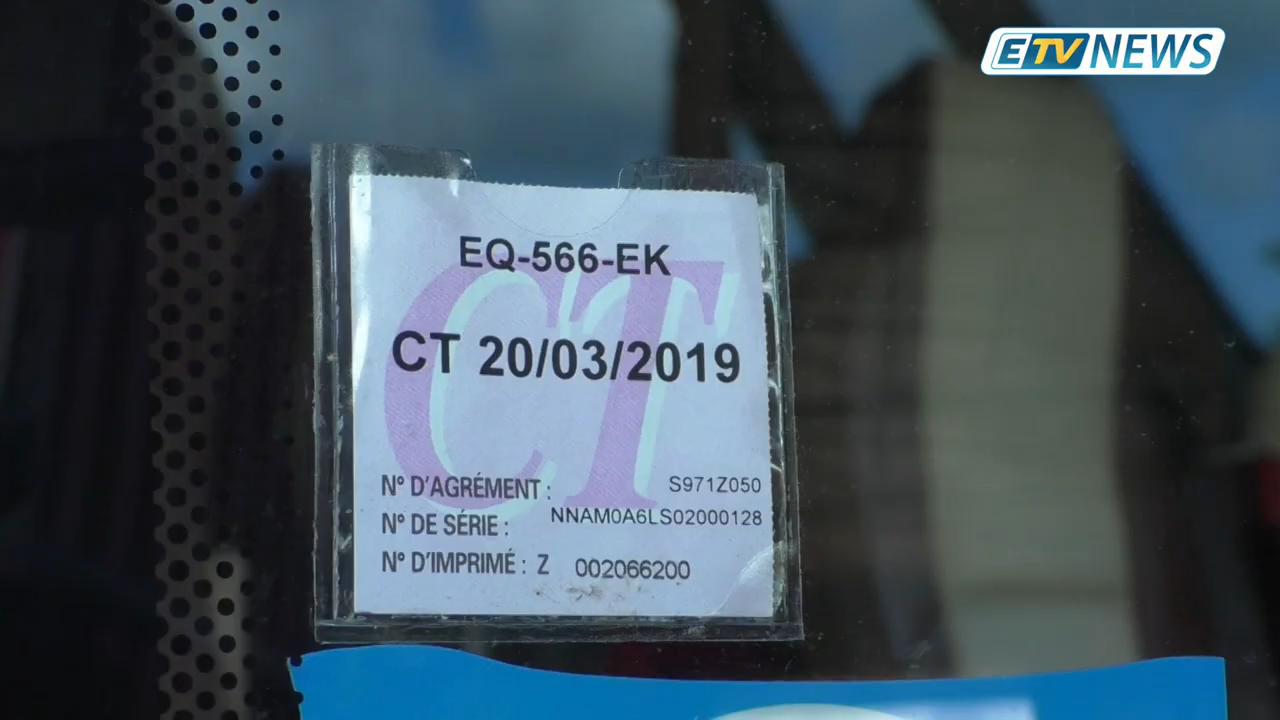 ETV NEWS
EQ-566-EK
CT
CT 20/03/2019
N° D'AGRÉMENT : S971Z050
N° DE SÉRIE : NNAM0A6LS02000128
N° D'IMPRIMÉ : Z 002066200